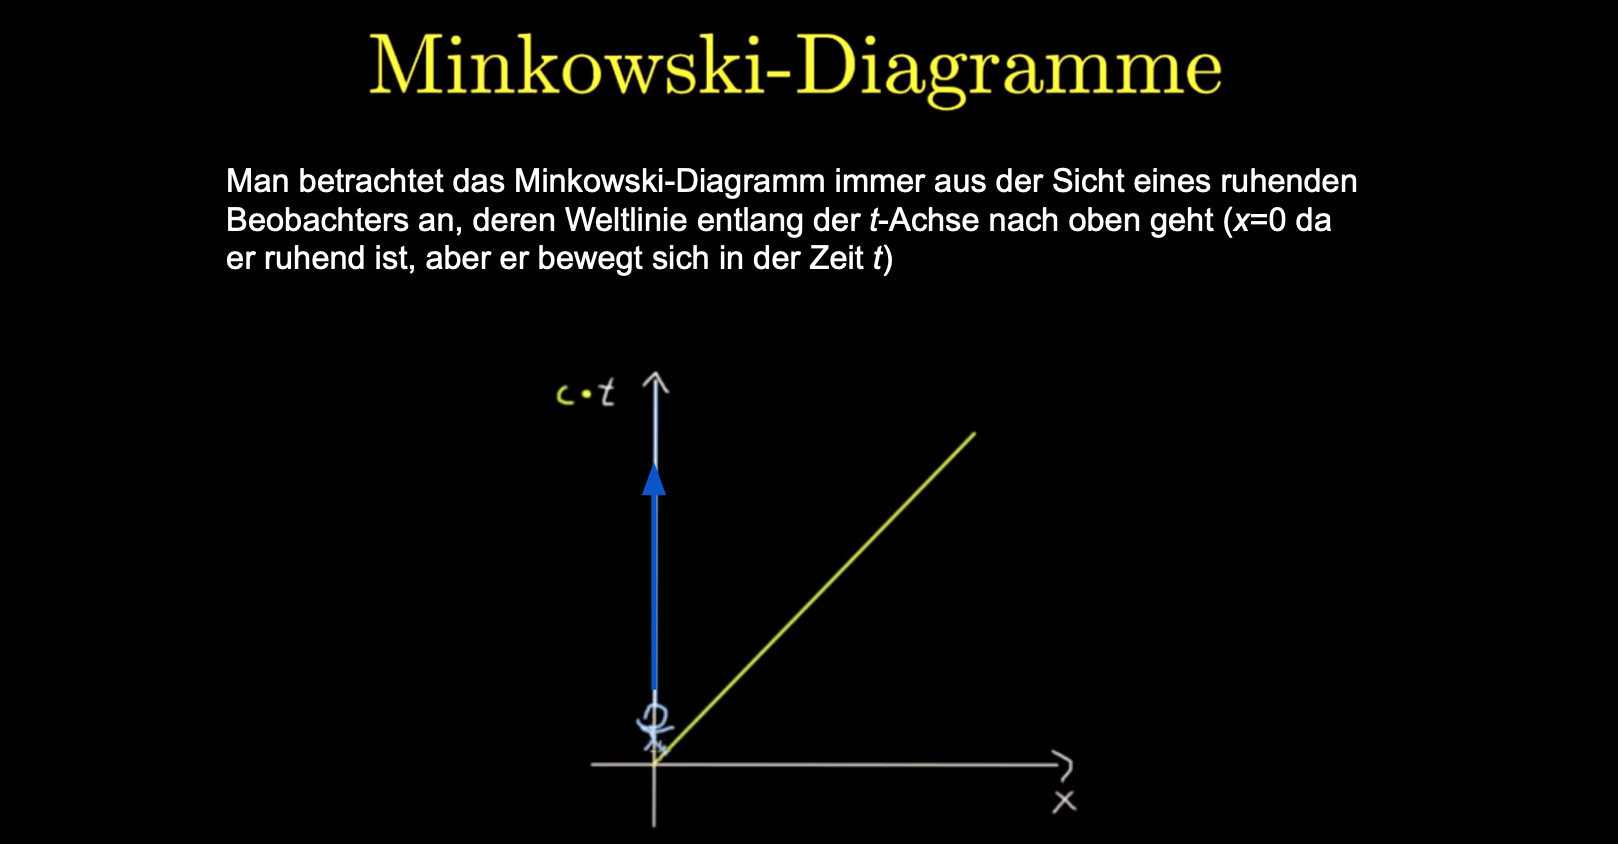 Minkowski-Diagramme
Man betrachtet das Minkowski-Diagramm immer aus der Sicht eines ruhenden
Beobachters an, deren Weltlinie entlang der t-Achse nach oben geht (x=0 da
er ruhend ist, aber er bewegt sich in der Zeit t)
c·t
x